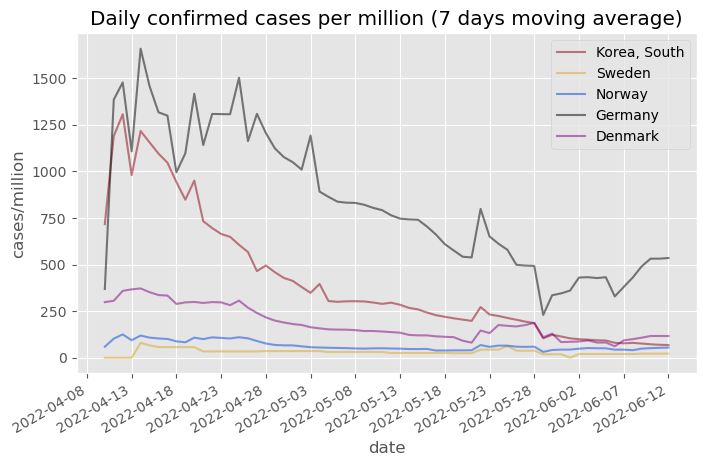 Daily confirmed cases per million (7 days moving average)
Korea, South
Sweden
Norway
Germany
Denmark
cases/million
1500
1250
1000
750
500
250
0
2022-04-08
2022-04-13
2022-04-18
2022-04-23
2022-04-28
2022-05-03
2022-05-08
2022-05-13
2022-05-18
2022-05-23
2022-05-28
2022-06-02
2022-06-07
2022-06-12
date